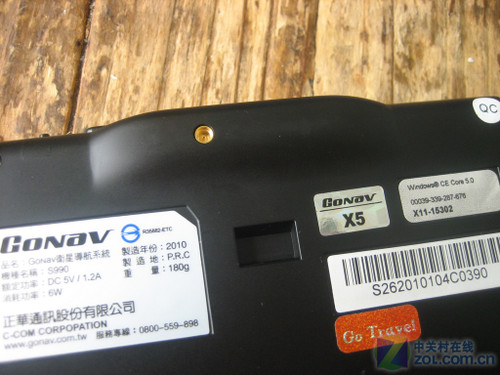 QC
Gonav
X5
Windows® CE Core 5.0
00039-339-287-676
X11-15302
Gonav
R35882-ETC
品名：Gonav衛星導航系統
機種名稱：S990
額定功率：DC 5V / 1.2A
消耗功率：6W
製造年份：2010
製造地：P.R.C
重量：180g
正華通訊股份有限公司
C-COM CORPOPATION
www.gonav.com.tw
服務專線：0800-559-898
S262010104C0390
Go Travel
中关村在线
zol.com.cn